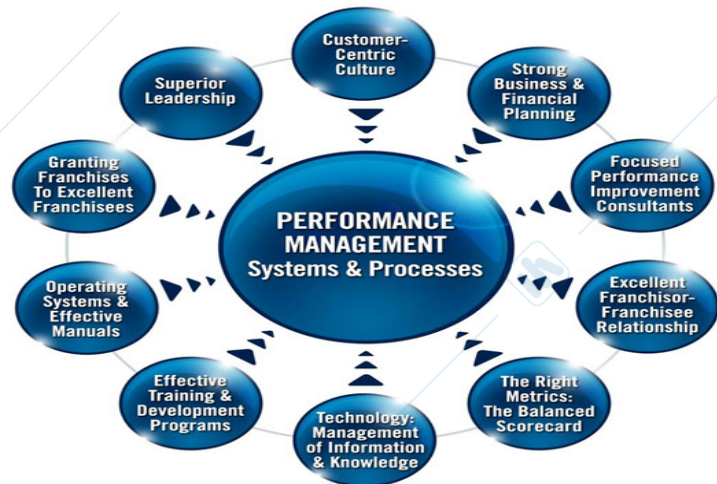 Customer-
Centric
Culture
Strong
Business &
Financial
Planning
Focused
Performance
Improvement
Consultants
Excellent
Franchisor-
Franchisee
Relationship
The Right
Metrics:
The Balanced
Scorecard
Technology:
Management
of Information
& Knowledge
Effective
Training &
Development
Programs
Operating
Systems &
Effective
Manuals
Granting
Franchises
To Excellent
Franchisees
Superior
Leadership
PERFORMANCE
MANAGEMENT
Systems & Processes